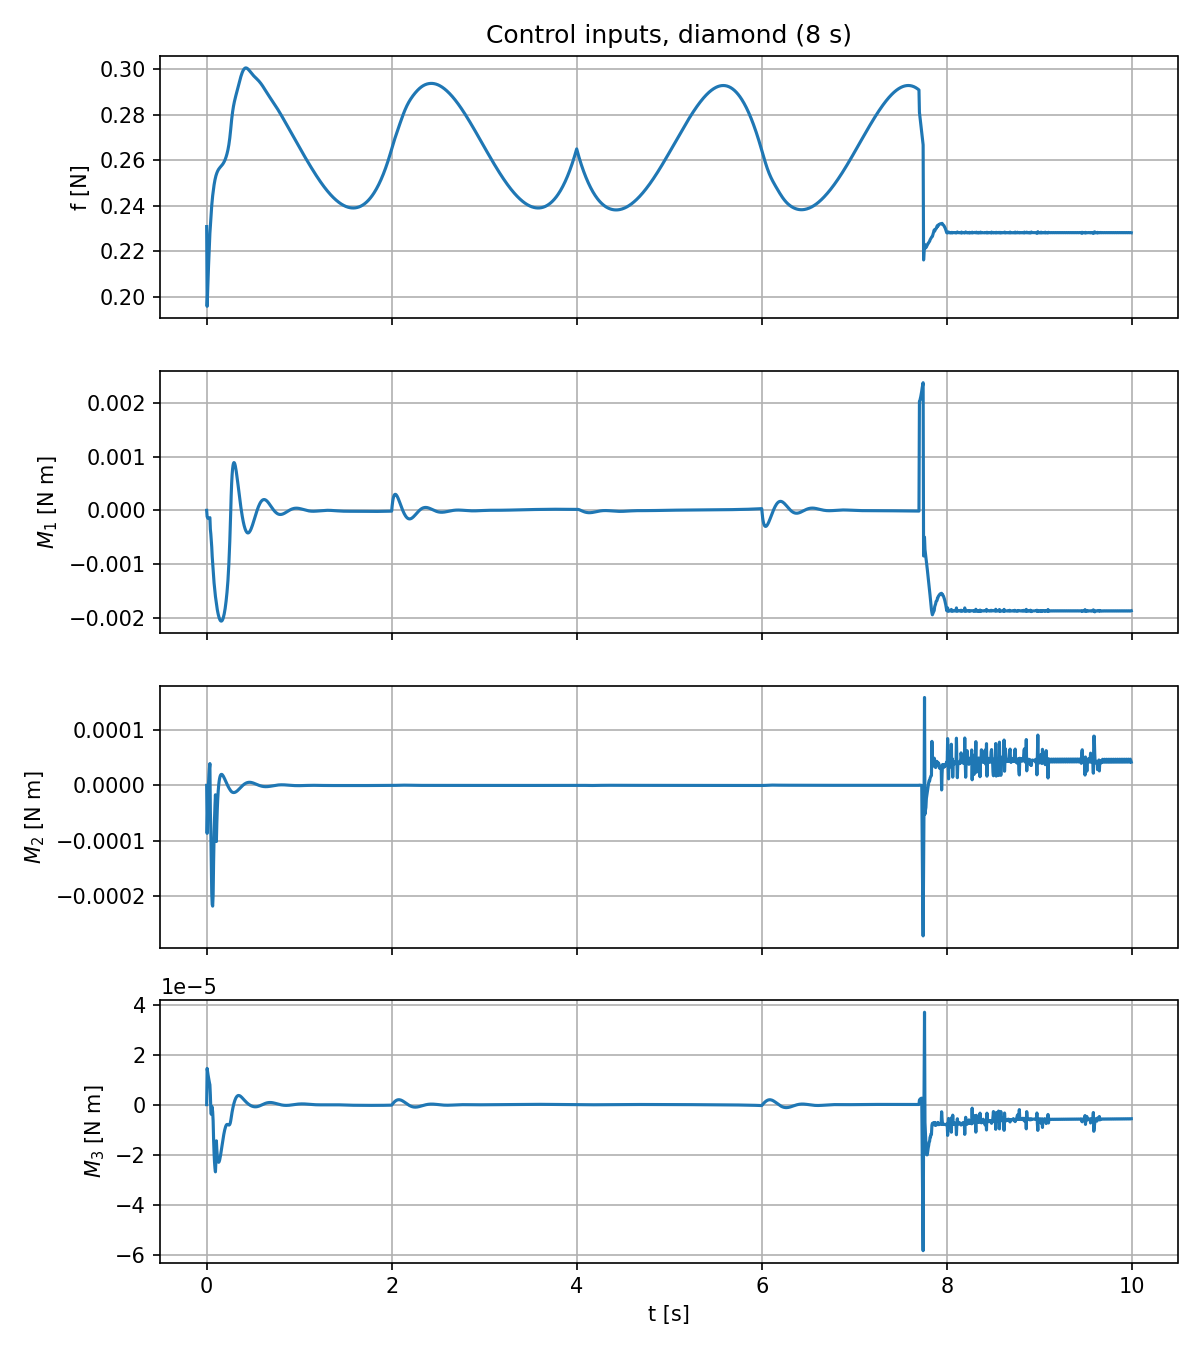 Control inputs, diamond (8 s)
0.30
0.28
0.26
0.24
0.22
0.20
f [N]
0.002
0.001
0.000
−0.001
−0.002
M₁ [N m]
0.0001
0.0000
−0.0001
−0.0002
M₂ [N m]
1e−5
4
2
0
−2
−4
−6
M₃ [N m]
0 2 4 6 8 10
t [s]